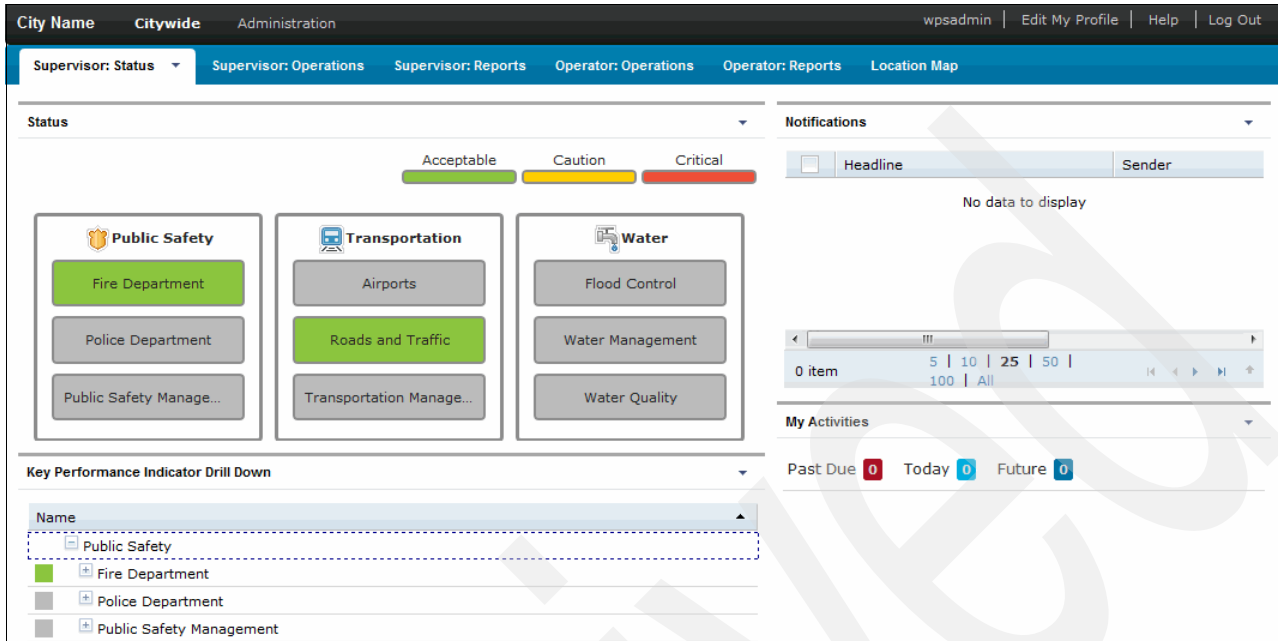 City Name Citywide Administration wpsadmin | Edit My Profile | Help | Log Out
Supervisor: Status Supervisor: Operations Supervisor: Reports Operator: Operations Operator: Reports Location Map
Status
Acceptable Caution Critical
Public Safety
Fire Department
Police Department
Public Safety Manage...
Transportation
Airports
Roads and Traffic
Transportation Manage...
Water
Flood Control
Water Management
Water Quality
Key Performance Indicator Drill Down
Name
Public Safety
Fire Department
Police Department
Public Safety Management
Notifications
Headline Sender
No data to display
0 item 5 | 10 | 25 | 50 |
100 | All
My Activities
Past Due 0 Today 0 Future 0